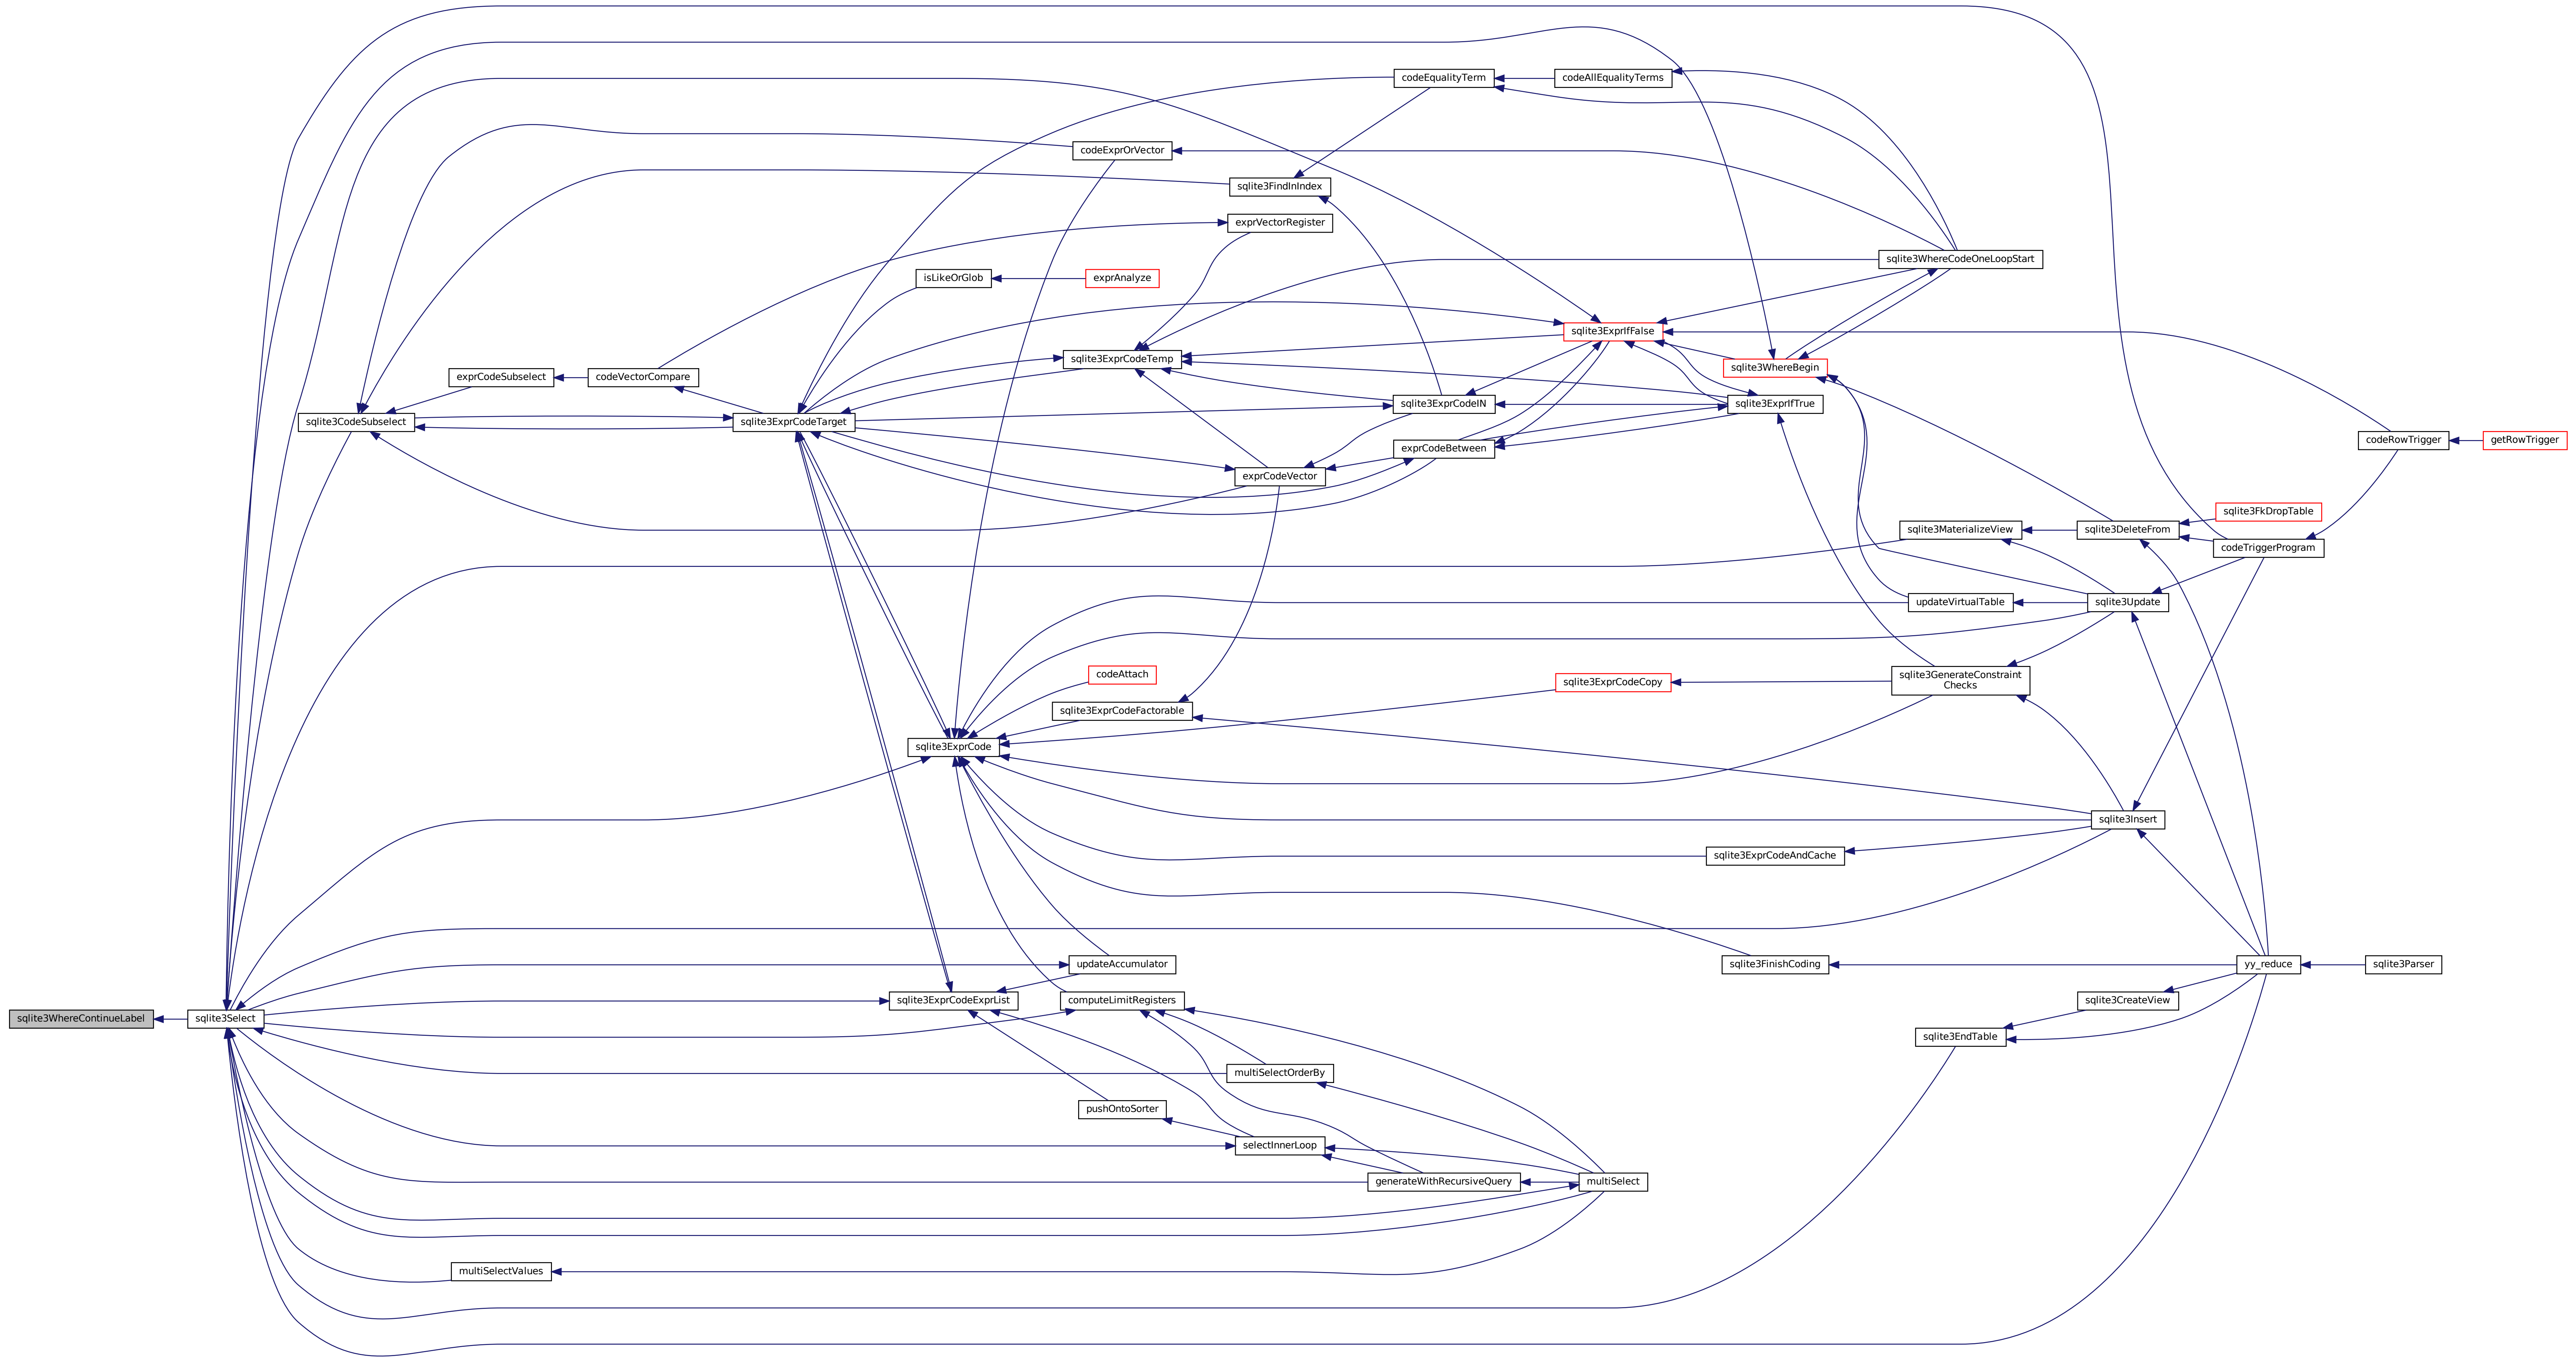 codeEqualityTerm
codeAllEqualityTerms
codeExprOrVector
sqlite3FindInIndex
exprVectorRegister
sqlite3WhereCodeOneLoopStart
isLikeOrGlob
exprAnalyze
sqlite3ExprIfFalse
sqlite3ExprCodeTemp
sqlite3WhereBegin
exprCodeSubselect
codeVectorCompare
sqlite3ExprCodeIN
sqlite3ExprIfTrue
sqlite3CodeSubselect
sqlite3ExprCodeTarget
codeRowTrigger
getRowTrigger
exprCodeBetween
exprCodeVector
sqlite3FkDropTable
sqlite3MaterializeView
sqlite3DeleteFrom
codeTriggerProgram
updateVirtualTable
sqlite3Update
codeAttach
sqlite3ExprCodeCopy
sqlite3GenerateConstraint
Checks
sqlite3ExprCodeFactorable
sqlite3ExprCode
sqlite3Insert
sqlite3ExprCodeAndCache
updateAccumulator
sqlite3FinishCoding
yy_reduce
sqlite3Parser
sqlite3ExprCodeExprList
computeLimitRegisters
sqlite3CreateView
sqlite3WhereContinueLabel
sqlite3Select
sqlite3EndTable
multiSelectOrderBy
pushOntoSorter
selectInnerLoop
generateWithRecursiveQuery
multiSelect
multiSelectValues